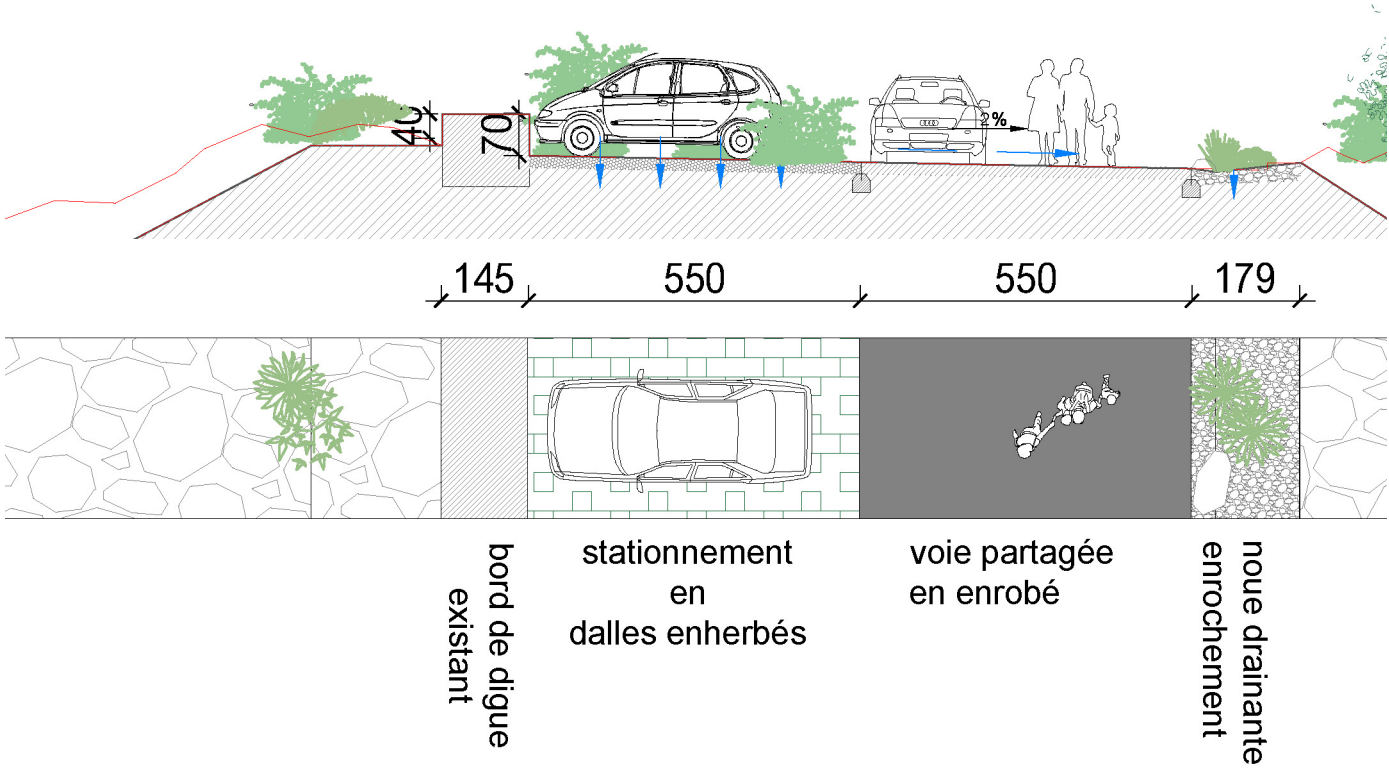 40
70
2%
145
550
550
179
bord de digue
existant
stationnement
en
dalles enherbés
voie partagée
en enrobé
noue drainante
enrochement